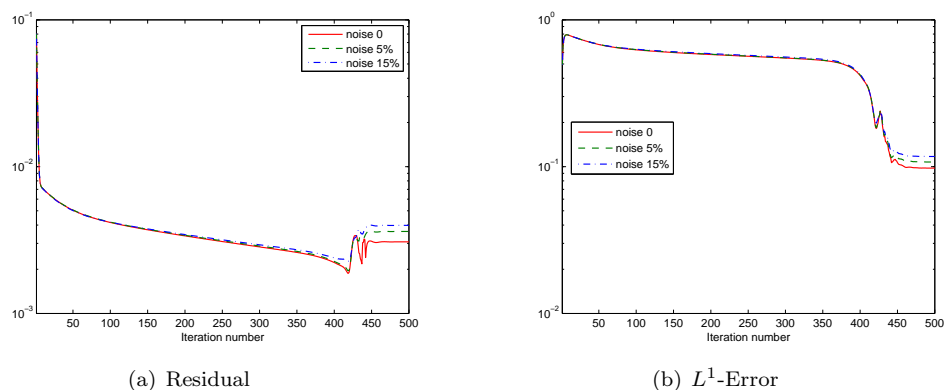 10^-1
10^-2
10^-3
50 100 150 200 250 300 350 400 450 500
Iteration number
noise 0
noise 5%
noise 15%
(a) Residual
10^0
10^-1
10^-2
50 100 150 200 250 300 350 400 450 500
Iteration number
noise 0
noise 5%
noise 15%
(b) L^1-Error